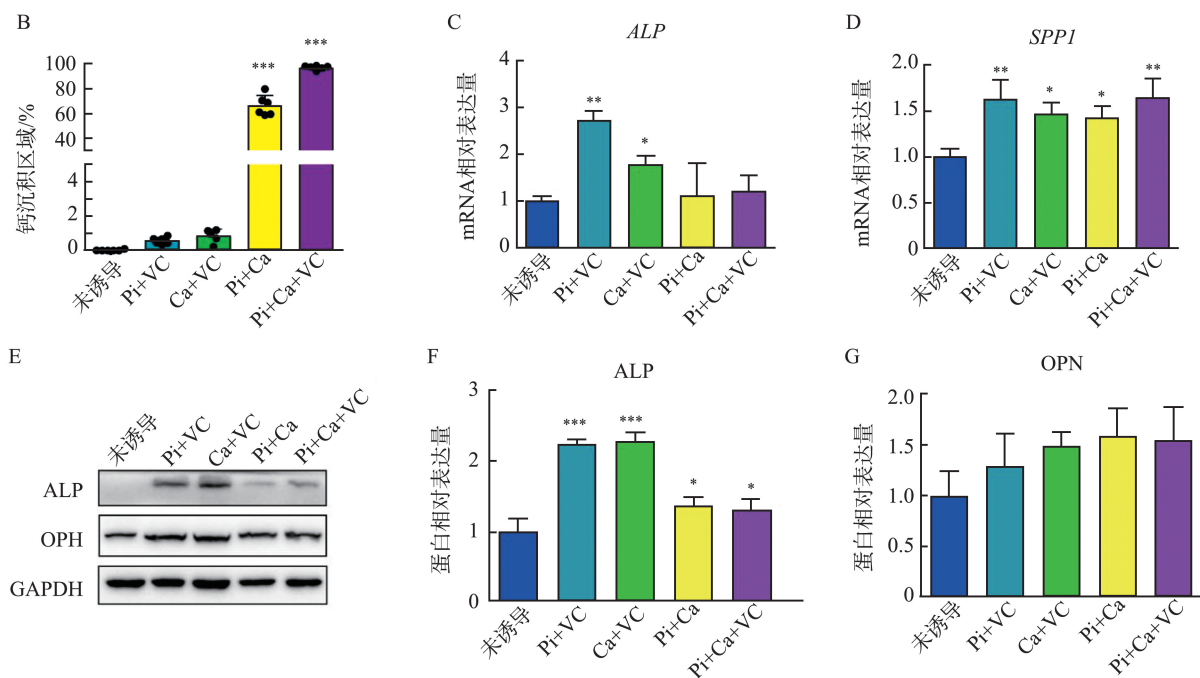 B
钙沉积区域/%
100
80
60
40
4
2
1
0
***
***
未诱导
Pi+VC
Ca+VC
Pi+Ca
Pi+Ca+VC
C
ALP
mRNA相对表达量
4
3
2
1
0
**
*
未诱导
Pi+VC
Ca+VC
Pi+Ca
Pi+Ca+VC
D
SPP1
mRNA相对表达量
2.0
1.5
1.0
0.5
0
**
*
*
**
未诱导
Pi+VC
Ca+VC
Pi+Ca
Pi+Ca+VC
E
未诱导
Pi+VC
Ca+VC
Pi+Ca
Pi+Ca+VC
ALP
OPH
GAPDH
F
ALP
蛋白相对表达量
3
2
1
0
***
***
*
*
未诱导
Pi+VC
Ca+VC
Pi+Ca
Pi+Ca+VC
G
OPN
蛋白相对表达量
2.0
1.5
1.0
0.5
0
未诱导
Pi+VC
Ca+VC
Pi+Ca
Pi+Ca+VC